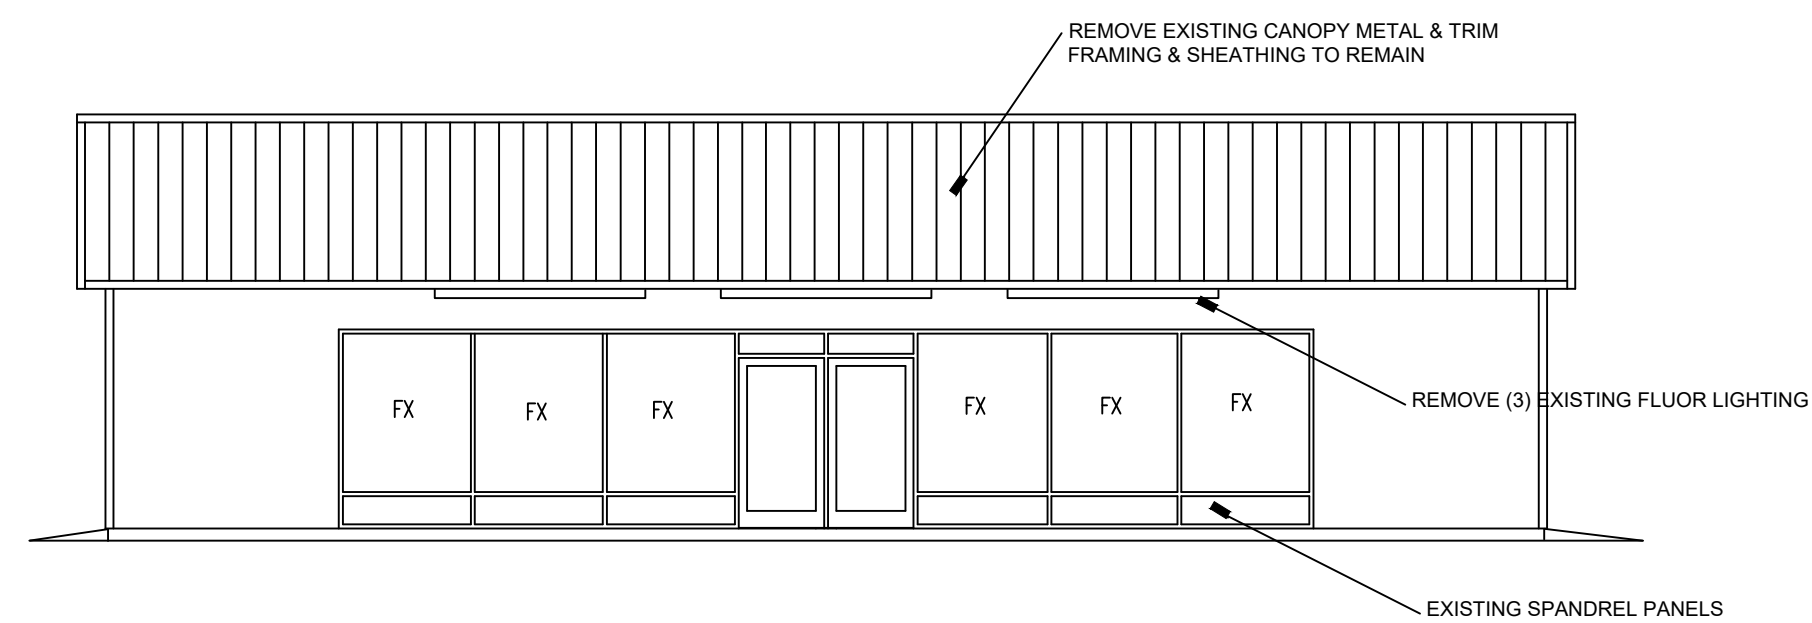 REMOVE EXISTING CANOPY METAL & TRIM
FRAMING & SHEATHING TO REMAIN
FX
FX
FX
FX
FX
FX
REMOVE (3) EXISTING FLUOR LIGHTING
EXISTING SPANDREL PANELS